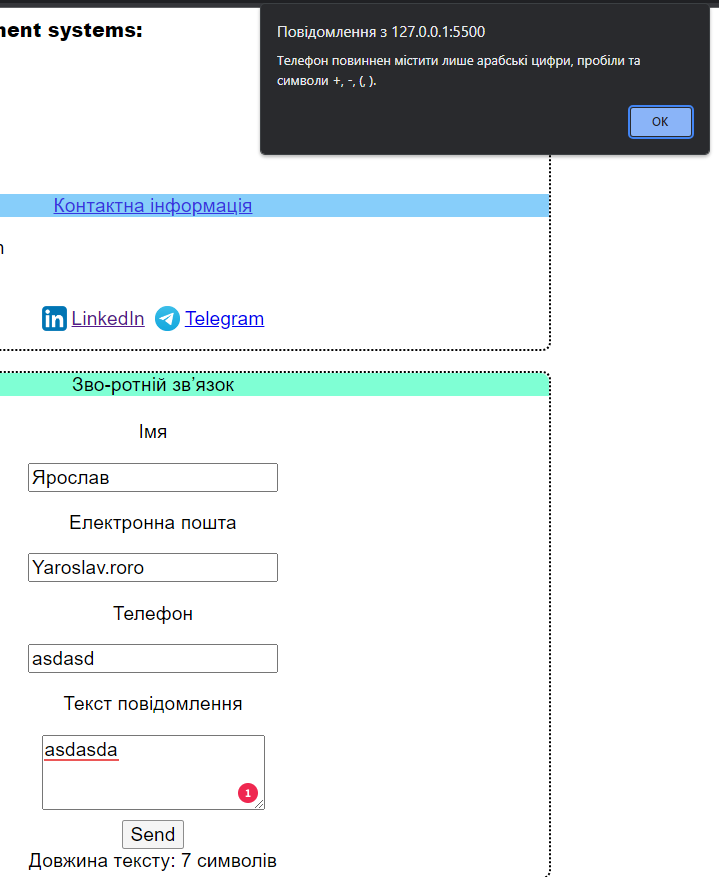 ment systems:
Повідомлення з 127.0.0.1:5500
Телефон повиннен містити лише арабські цифри, пробіли та
символи +, -, (, ).
OK
Контактна інформація
n
LinkedIn Telegram
Зво-ротній зв'язок
Імя
Ярослав
Електронна пошта
Yaroslav.roro
Телефон
asdasd
Текст повідомлення
asdasda
1
Send
Довжина тексту: 7 символів